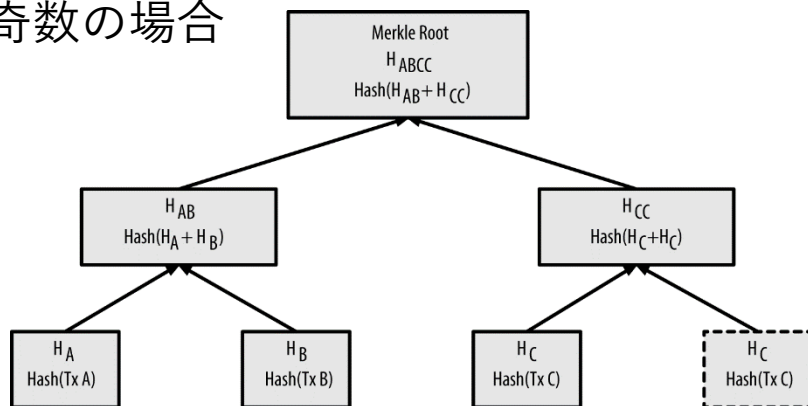 奇数の場合
Merkle Root
H ABCC
Hash(H AB + H CC)
H AB
Hash(H A + H B)
H CC
Hash(H C+H C)
H A
Hash(Tx A)
H B
Hash(Tx B)
H C
Hash(Tx C)
H C
Hash(Tx C)